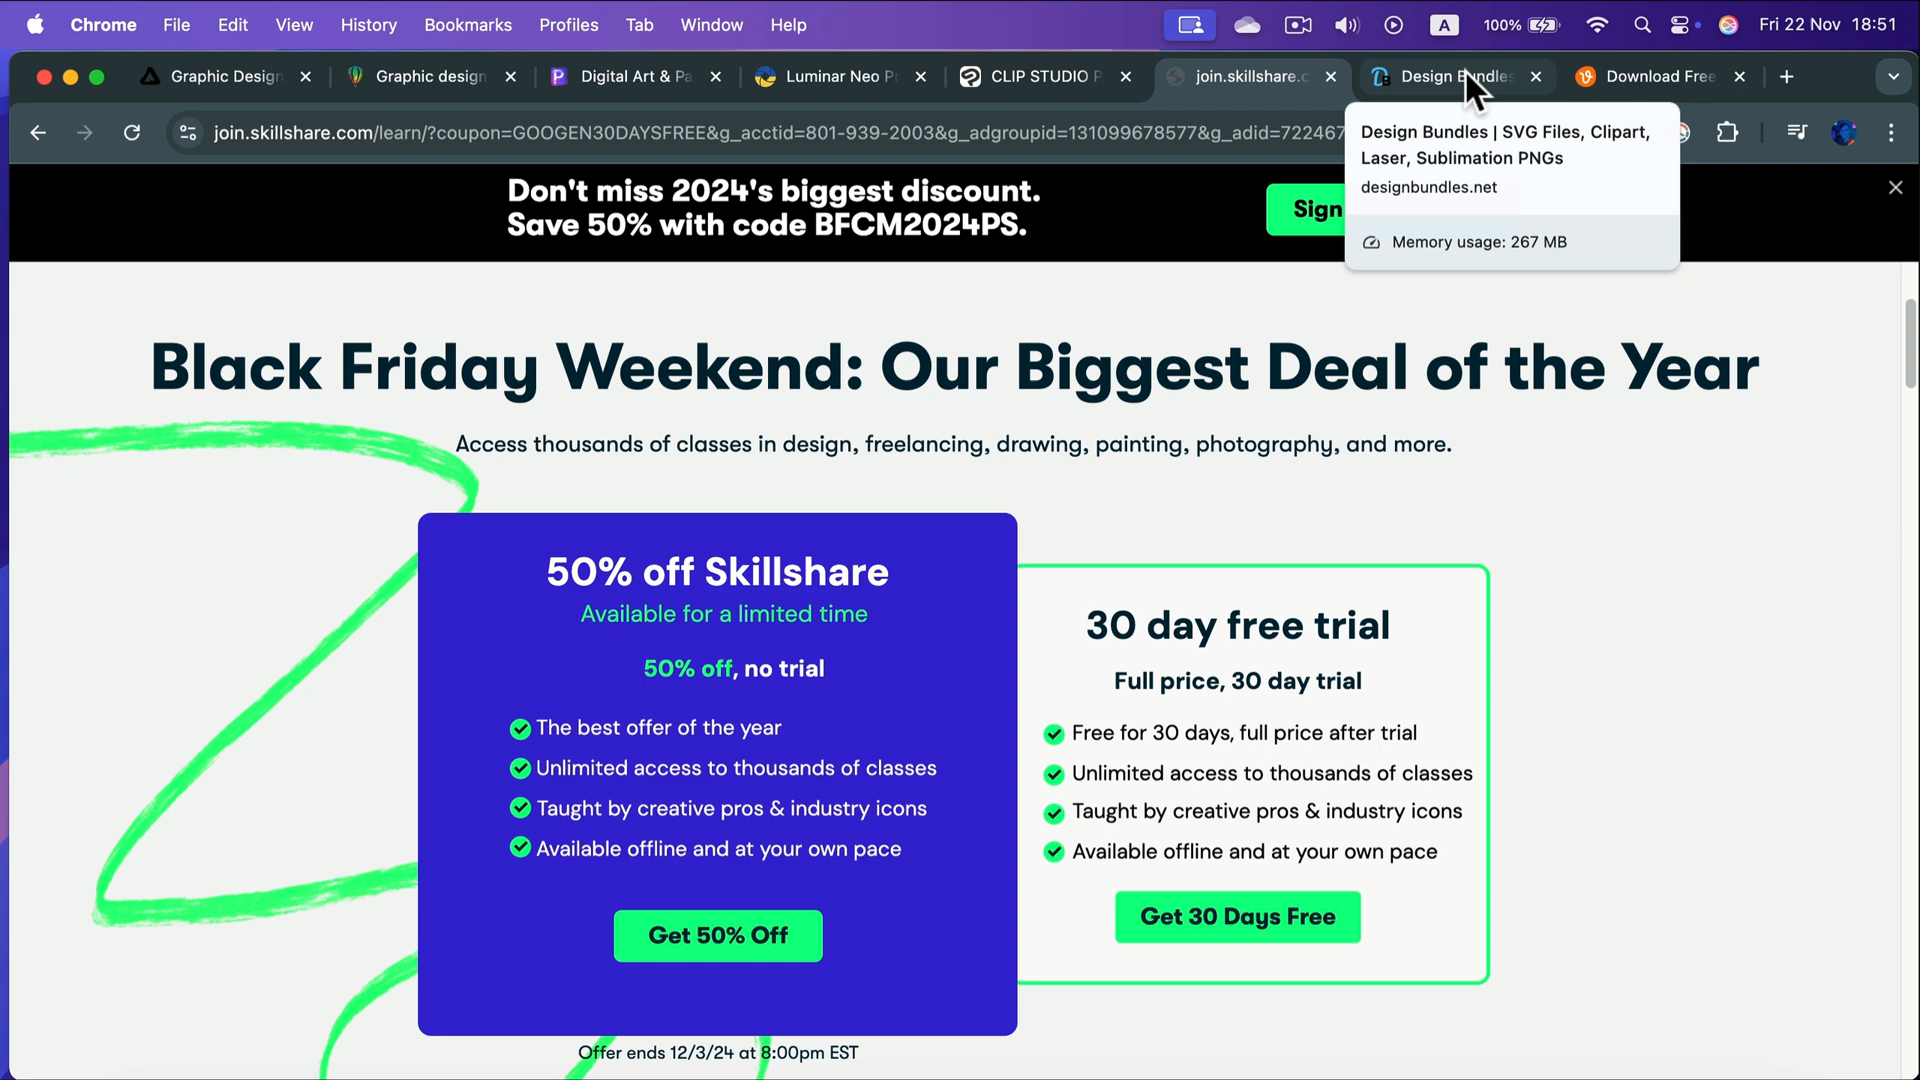 Chrome File Edit View History Bookmarks Profiles Tab Window Help A 100% Fri 22 Nov 18:51
Graphic Design Graphic design Digital Art & Pa Luminar Neo Pr CLIP STUDIO P join.skillshare.c Design Bundles Download Free
join.skillshare.com/learn/?coupon=GOOGEN30DAYSFREE&g_acctid=801-939-2003&g_adgroupid=131099678577&g_adid=722467
Design Bundles | SVG Files, Clipart,
Laser, Sublimation PNGs
designbundles.net
Memory usage: 267 MB
Don't miss 2024's biggest discount.
Save 50% with code BFCM2024PS.
Sign
Black Friday Weekend: Our Biggest Deal of the Year
Access thousands of classes in design, freelancing, drawing, painting, photography, and more.
50% off Skillshare
Available for a limited time
50% off, no trial
The best offer of the year
Unlimited access to thousands of classes
Taught by creative pros & industry icons
Available offline and at your own pace
Get 50% Off
Offer ends 12/3/24 at 8:00pm EST
30 day free trial
Full price, 30 day trial
Free for 30 days, full price after trial
Unlimited access to thousands of classes
Taught by creative pros & industry icons
Available offline and at your own pace
Get 30 Days Free